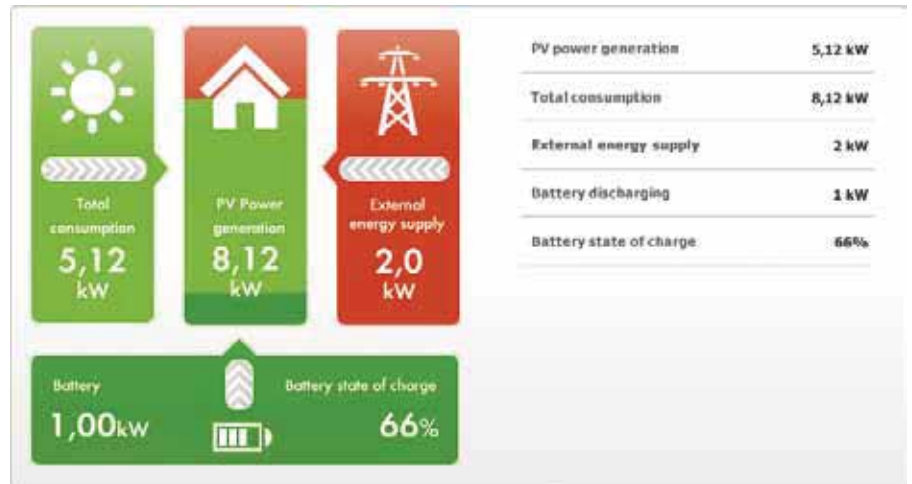 Total
consumption
5,12
kW
PV Power
generation
8,12
kW
External
energy supply
2,0
kW
Battery
1,00kW
Battery state of charge
66%
PV power generation 5,12 kW
Total consumption 8,12 kW
External energy supply 2 kW
Battery discharging 1 kW
Battery state of charge 66%